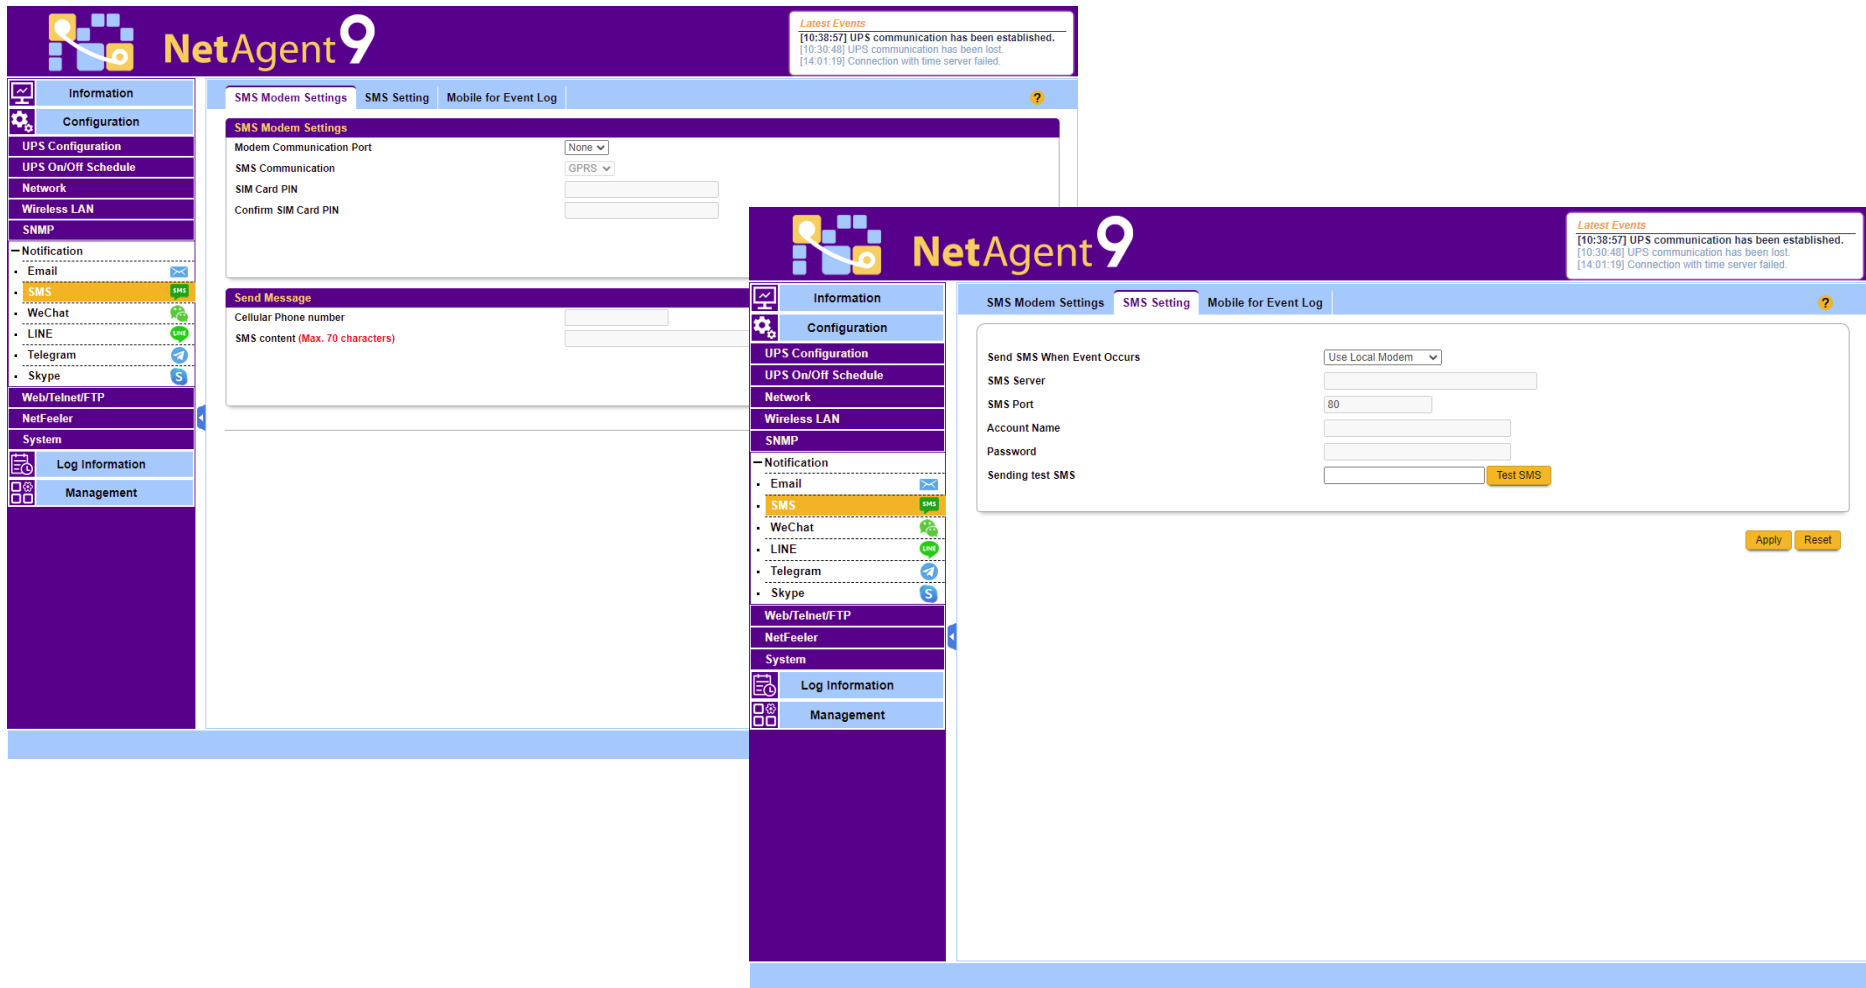 NetAgent 9
Latest Events
[10:38:57] UPS communication has been established.
[10:30:48] UPS communication has been lost.
[14:01:19] Connection with time server failed.
Information
Configuration
UPS Configuration
UPS On/Off Schedule
Network
Wireless LAN
SNMP
Notification
Email
SMS SMS
WeChat
LINE LINE
Telegram
Skype S
Web/Telnet/FTP
NetFeeler
System
Log Information
Management
SMS Modem Settings SMS Setting Mobile for Event Log ?
SMS Modem Settings
Modem Communication Port None
SMS Communication GPRS
SIM Card PIN
Confirm SIM Card PIN
Send Message
Cellular Phone number
SMS content (Max. 70 characters)
NetAgent 9
Latest Events
[10:38:57] UPS communication has been established.
[10:30:48] UPS communication has been lost.
[14:01:19] Connection with time server failed.
Information
Configuration
UPS Configuration
UPS On/Off Schedule
Network
Wireless LAN
SNMP
Notification
Email
SMS SMS
WeChat
LINE LINE
Telegram
Skype S
Web/Telnet/FTP
NetFeeler
System
Log Information
Management
SMS Modem Settings SMS Setting Mobile for Event Log ?
Send SMS When Event Occurs Use Local Modem
SMS Server
SMS Port 80
Account Name
Password
Sending test SMS Test SMS
Apply Reset